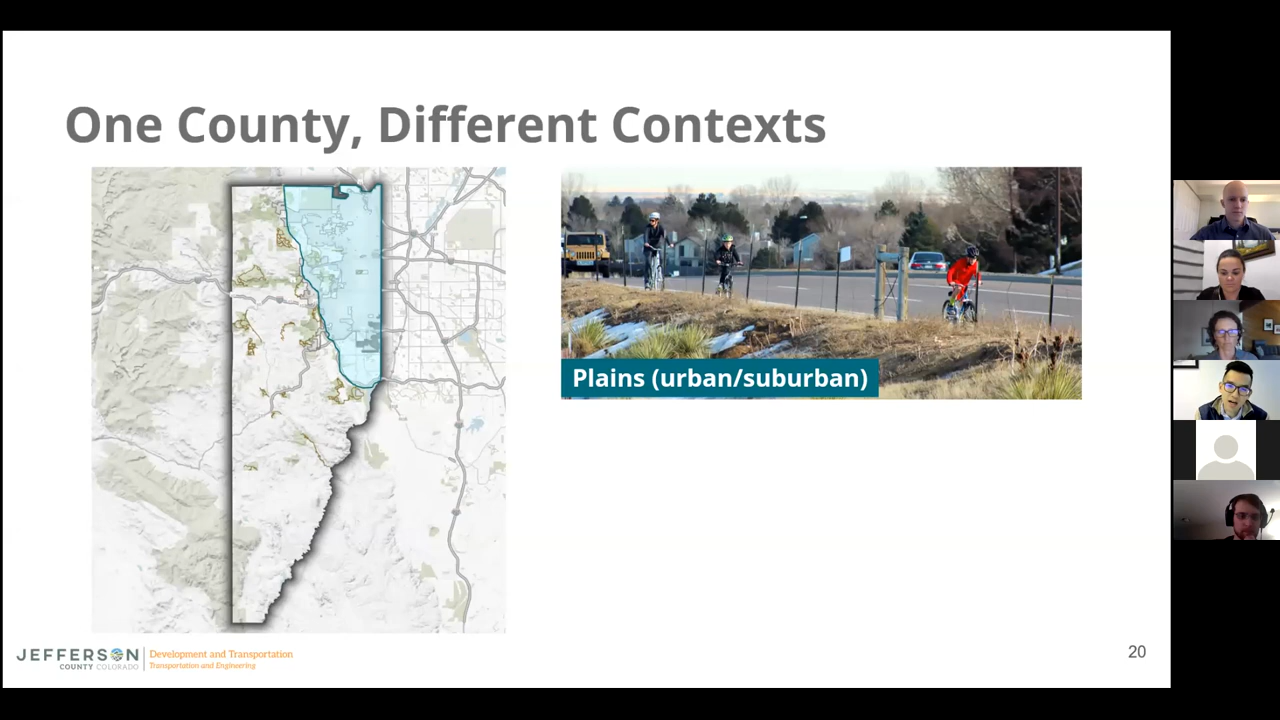 One County, Different Contexts
Plains (urban/suburban)
JEFFERSON
COUNTY COLORADO
Development and Transportation
Transportation and Engineering
20